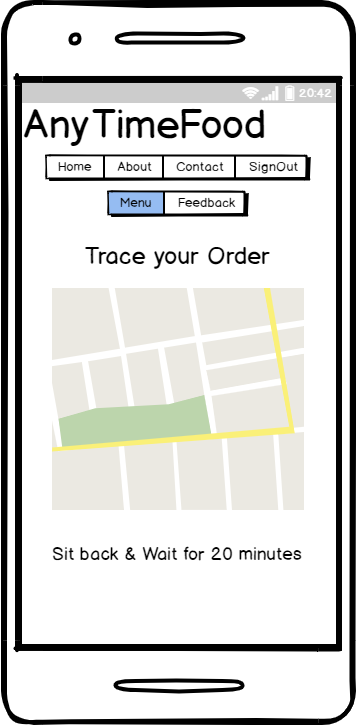 20:42
AnyTimeFood
Home About Contact SignOut
Menu Feedback
Trace your Order
Sit back & Wait for 20 minutes